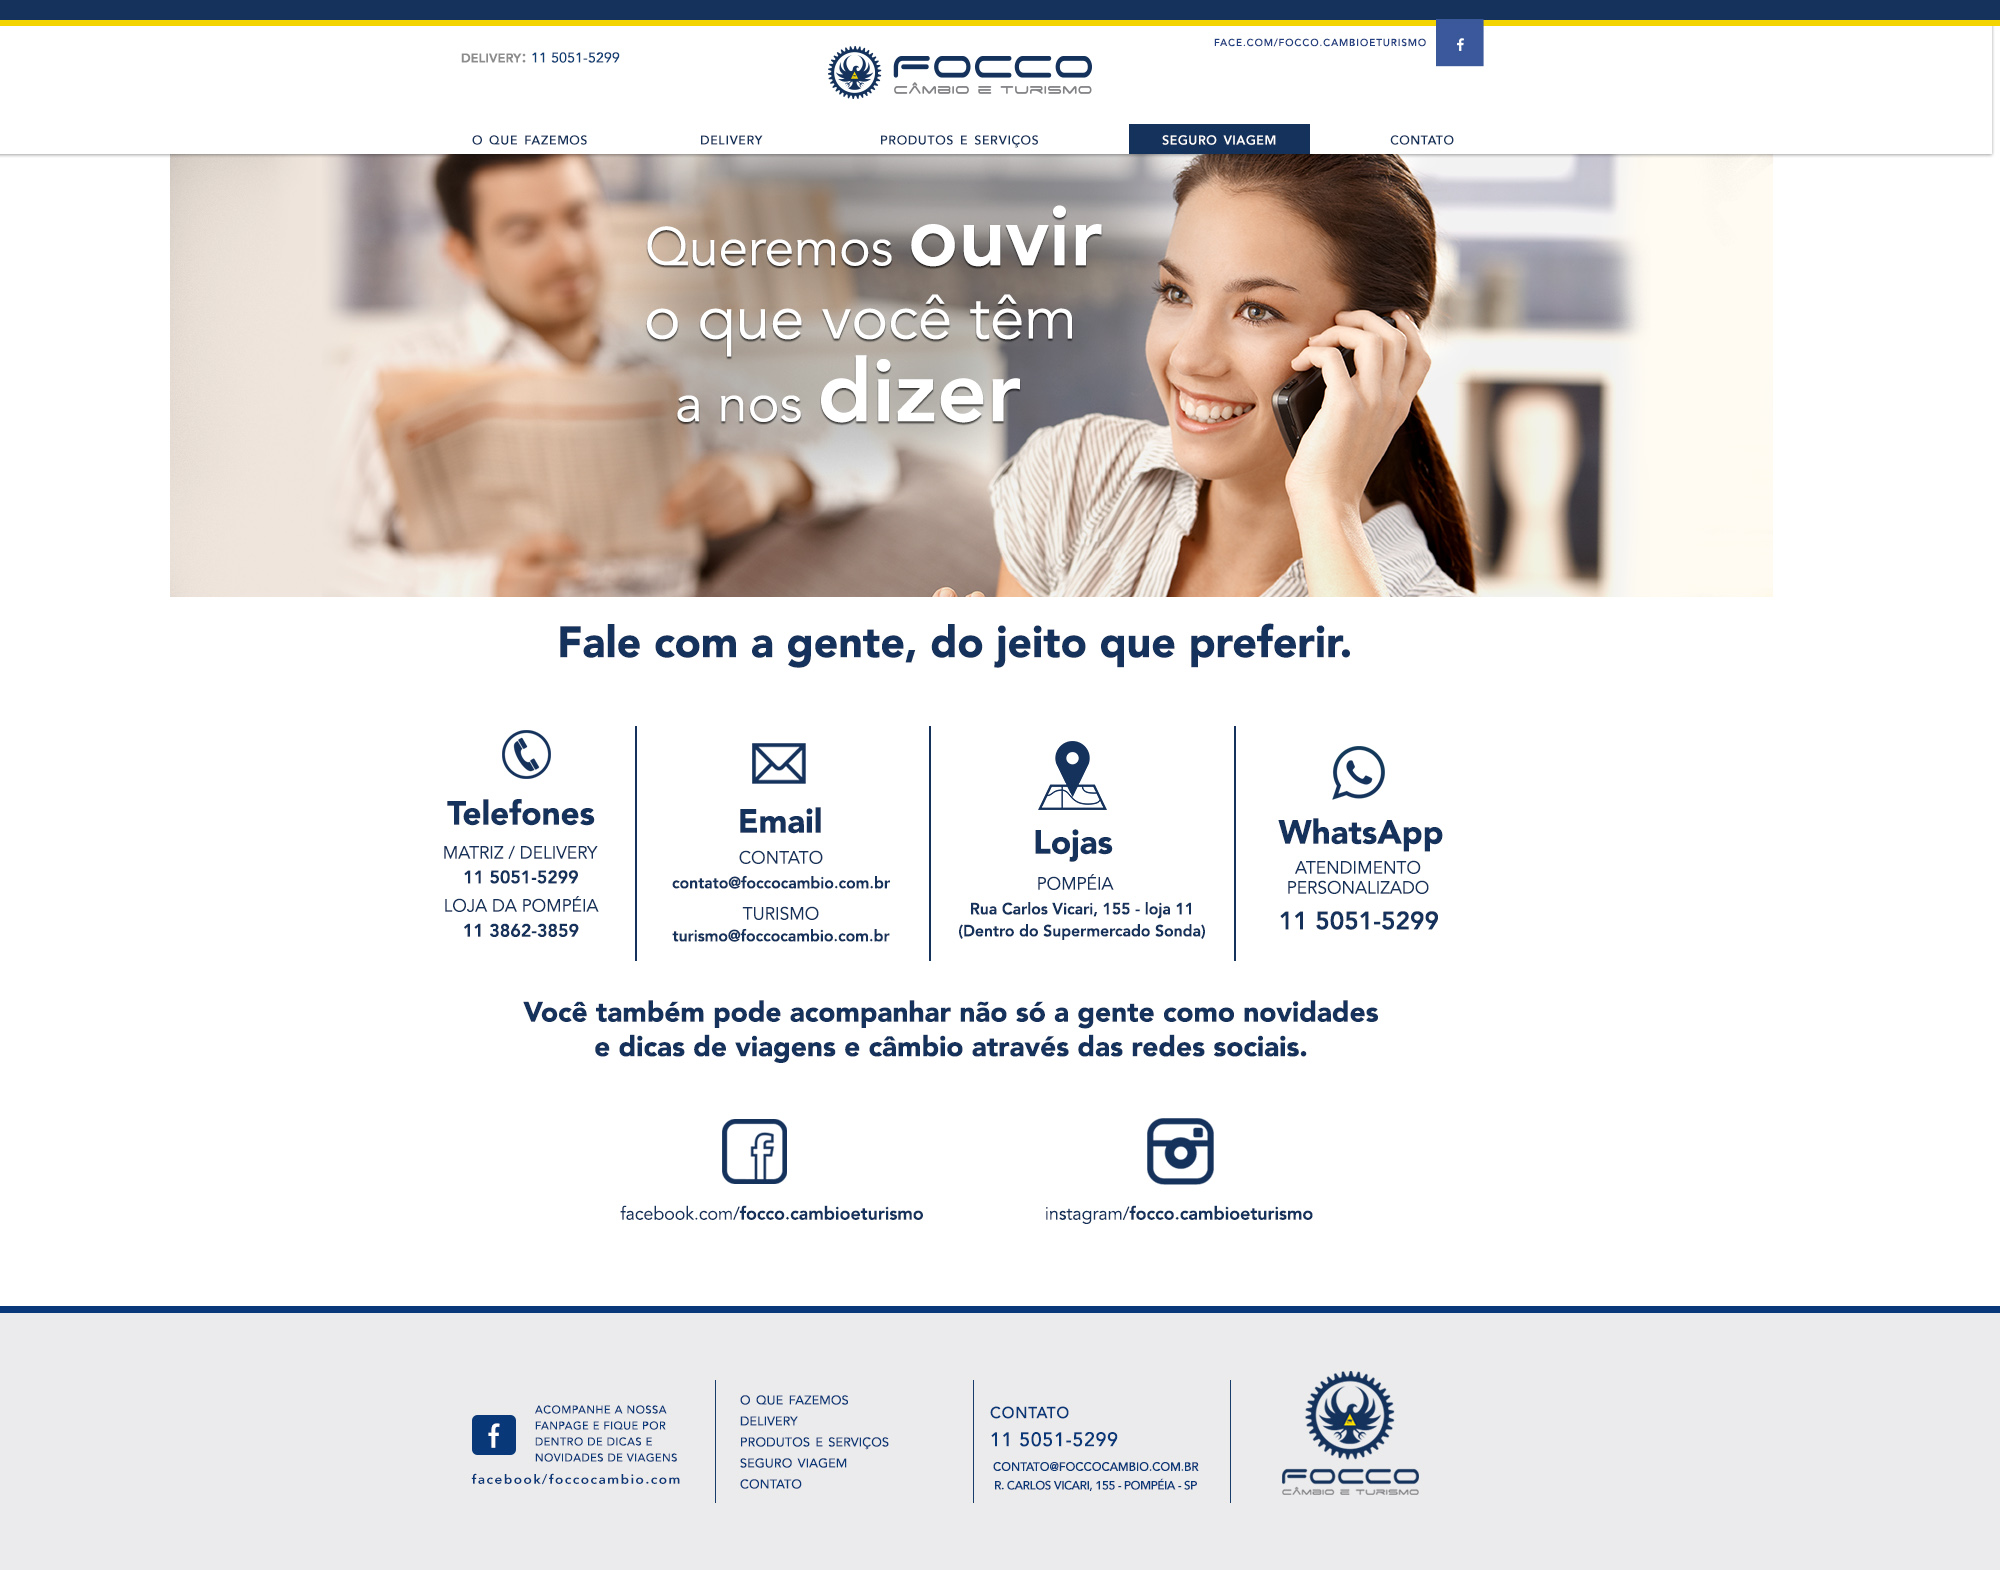 DELIVERY: 11 5051-5299
FOCCO
CÂMBIO E TURISMO
FACE.COM/FOCCO.CAMBIOETURISMO
f
O QUE FAZEMOS
DELIVERY
PRODUTOS E SERVIÇOS
SEGURO VIAGEM
CONTATO
Queremos ouvir
o que você têm
a nos dizer
Fale com a gente, do jeito que preferir.
Telefones
MATRIZ / DELIVERY
11 5051-5299
LOJA DA POMPÉIA
11 3862-3859
Email
CONTATO
contato@foccocambio.com.br
TURISMO
turismo@foccocambio.com.br
Lojas
POMPÉIA
Rua Carlos Vicari, 155 - loja 11
(Dentro do Supermercado Sonda)
WhatsApp
ATENDIMENTO
PERSONALIZADO
11 5051-5299
Você também pode acompanhar não só a gente como novidades
e dicas de viagens e câmbio através das redes sociais.
f
facebook.com/focco.cambioeturismo
instagram/focco.cambioeturismo
f
ACOMPANHE A NOSSA
FANPAGE E FIQUE POR
DENTRO DE DICAS E
NOVIDADES DE VIAGENS
facebook/foccocambio.com
O QUE FAZEMOS
DELIVERY
PRODUTOS E SERVIÇOS
SEGURO VIAGEM
CONTATO
CONTATO
11 5051-5299
CONTATO@FOCCOCAMBIO.COM.BR
R. CARLOS VICARI, 155 - POMPÉIA - SP
FOCCO
CÂMBIO E TURISMO